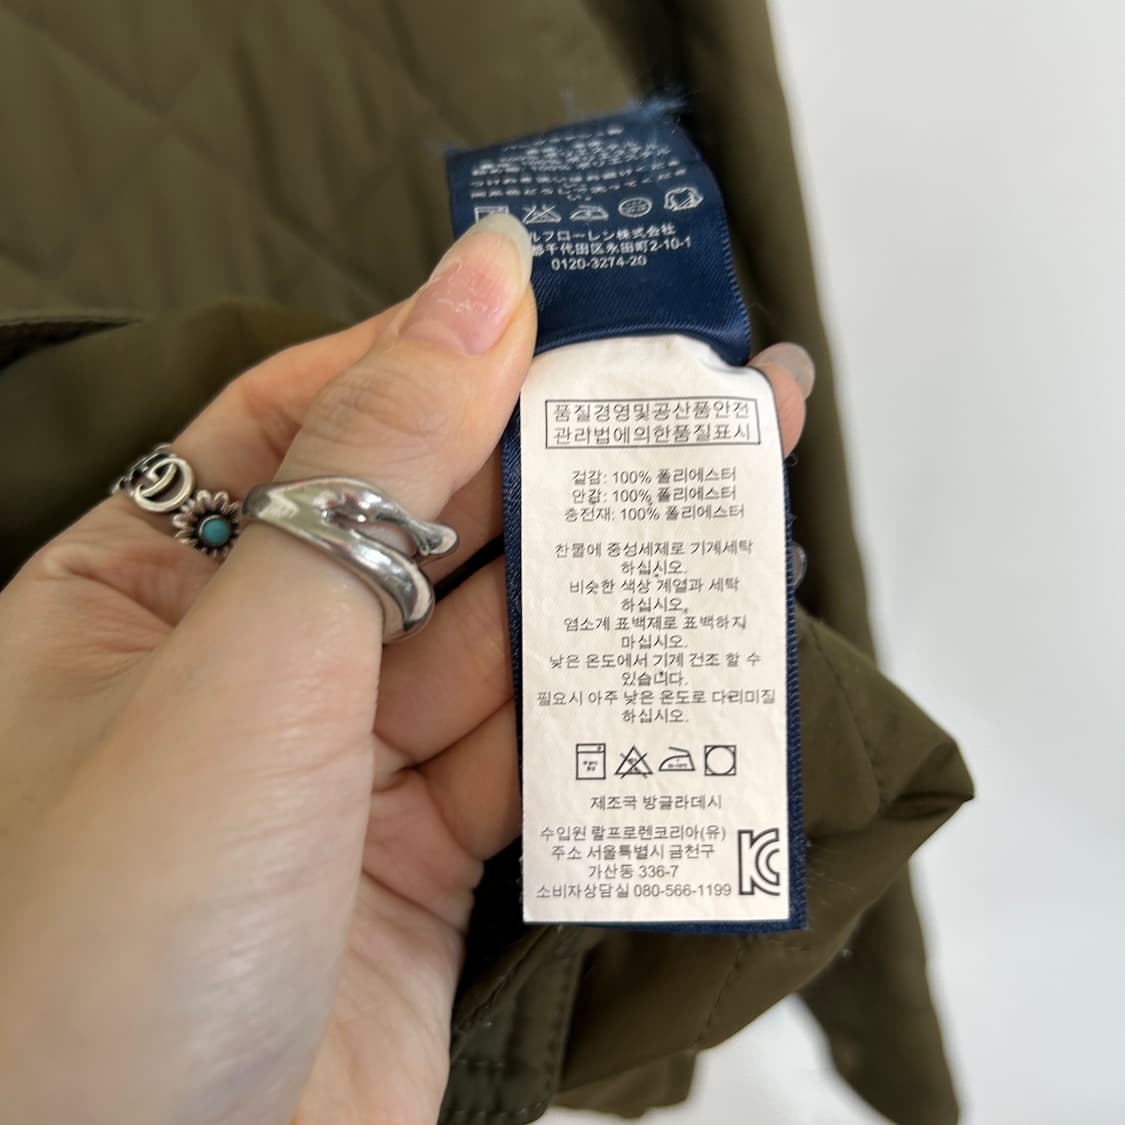 ルフローレン株式会社
都千代田区永田町2-10-1
0120-3274-20
품질경영및공산품안전
관리법에의한품질표시
겉감: 100% 폴리에스터
안감: 100% 폴리에스터
충전재: 100% 폴리에스터
찬물에 중성세제로 기계세탁
하십시오.
비슷한 색상 계열과 세탁
하십시오.
염소계 표백제로 표백하지
마십시오.
낮은 온도에서 기계 건조 할 수
있습니다.
필요시 아주 낮은 온도로 다리미질
하십시오.
제조국 방글라데시
수입원 랄프로렌코리아(유)
주소 서울특별시 금천구
가산동 336-7
소비자상담실 080-566-1199